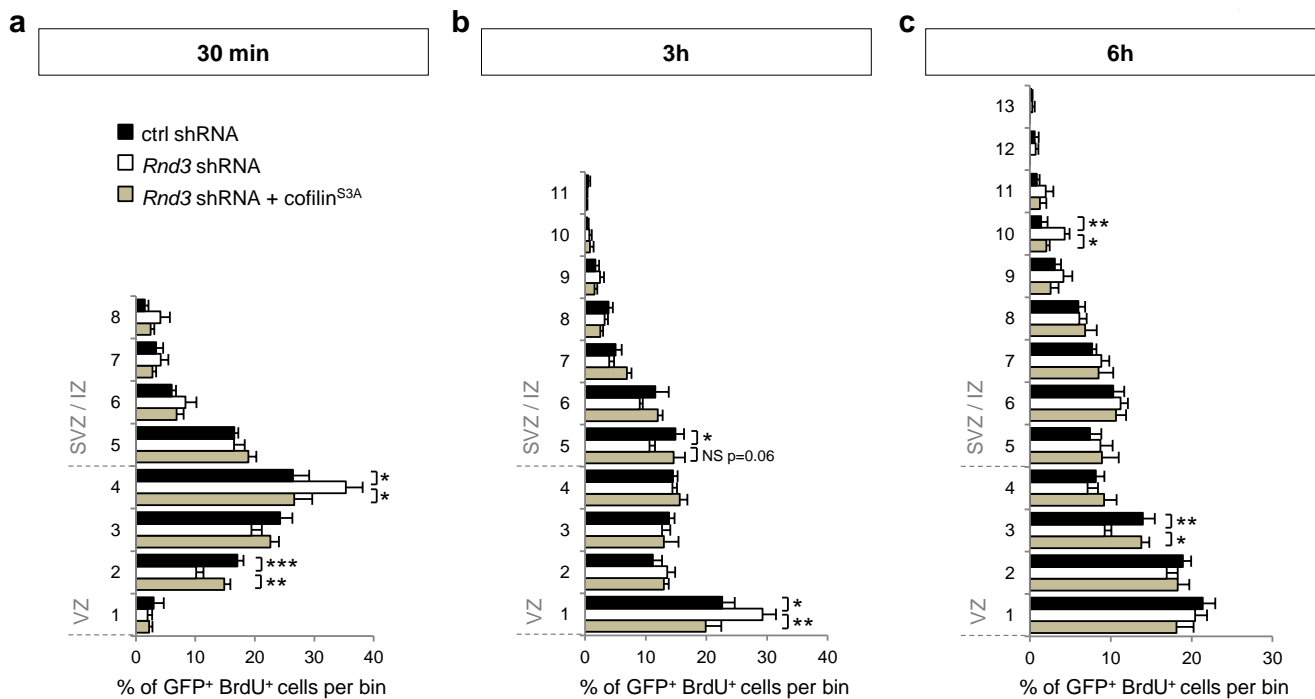 a
30 min
ctrl shRNA
Rnd3 shRNA
Rnd3 shRNA + cofilinS3A
8
7
6
5
4
*
*
3
2
***
**
1
SVZ / IZ
VZ
0 10 20 30 40
% of GFP+ BrdU+ cells per bin
b
3h
11
10
9
8
7
6
5
*
NS p=0.06
4
3
2
1
*
**
SVZ / IZ
VZ
0 10 20 30 40
% of GFP+ BrdU+ cells per bin
c
6h
13
12
11
10
**
*
9
8
7
6
5
4
3
**
*
2
1
SVZ / IZ
VZ
0 10 20 30
% of GFP+ BrdU+ cells per bin